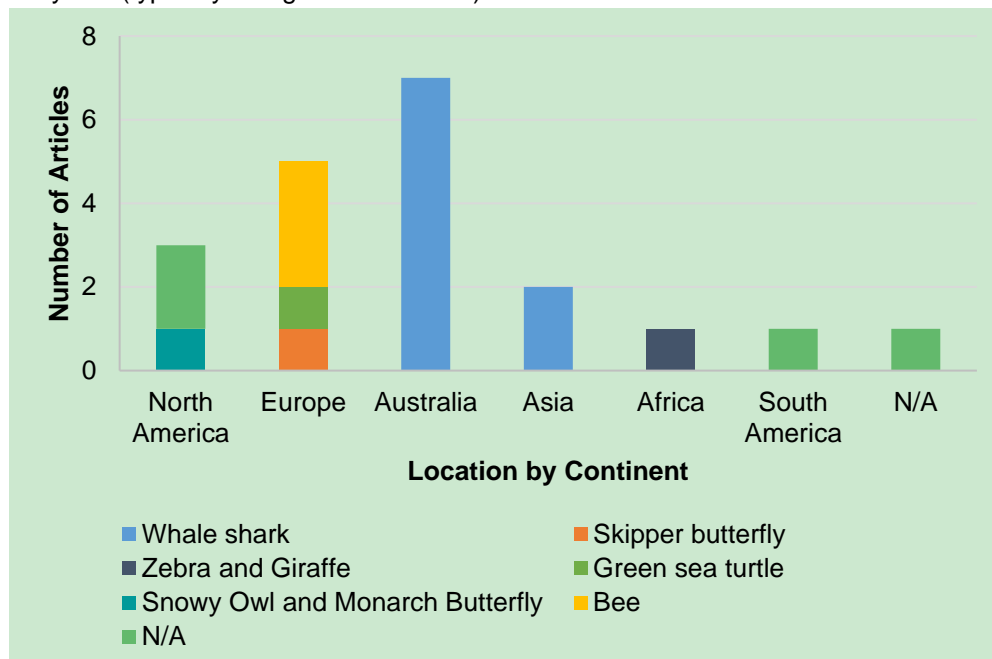 8
6
4
2
0
Number of Articles
North
America
Europe
Australia
Asia
Africa
South
America
N/A
Location by Continent
Whale shark
Skipper butterfly
Zebra and Giraffe
Green sea turtle
Snowy Owl and Monarch Butterfly
Bee
N/A